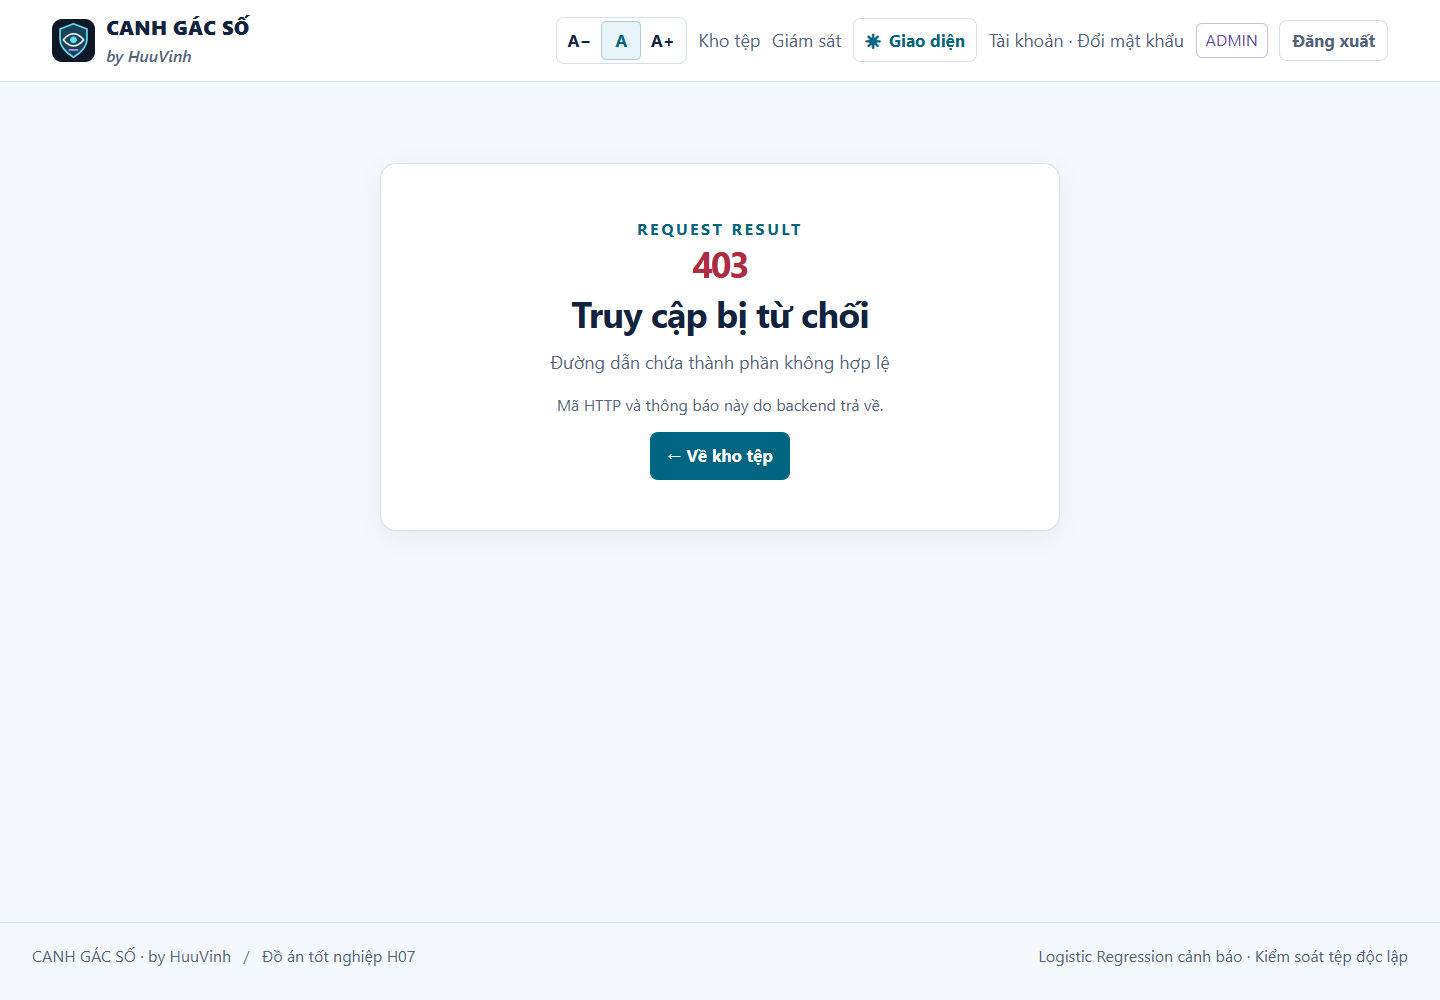 CANH GÁC SỐ
by HuuVinh
A− A A+ Kho tệp Giám sát Giao diện Tài khoản · Đổi mật khẩu ADMIN Đăng xuất
REQUEST RESULT
403
Truy cập bị từ chối
Đường dẫn chứa thành phần không hợp lệ
Mã HTTP và thông báo này do backend trả về.
← Về kho tệp
CANH GÁC SỐ · by HuuVinh / Đồ án tốt nghiệp H07
Logistic Regression cảnh báo · Kiểm soát tệp độc lập